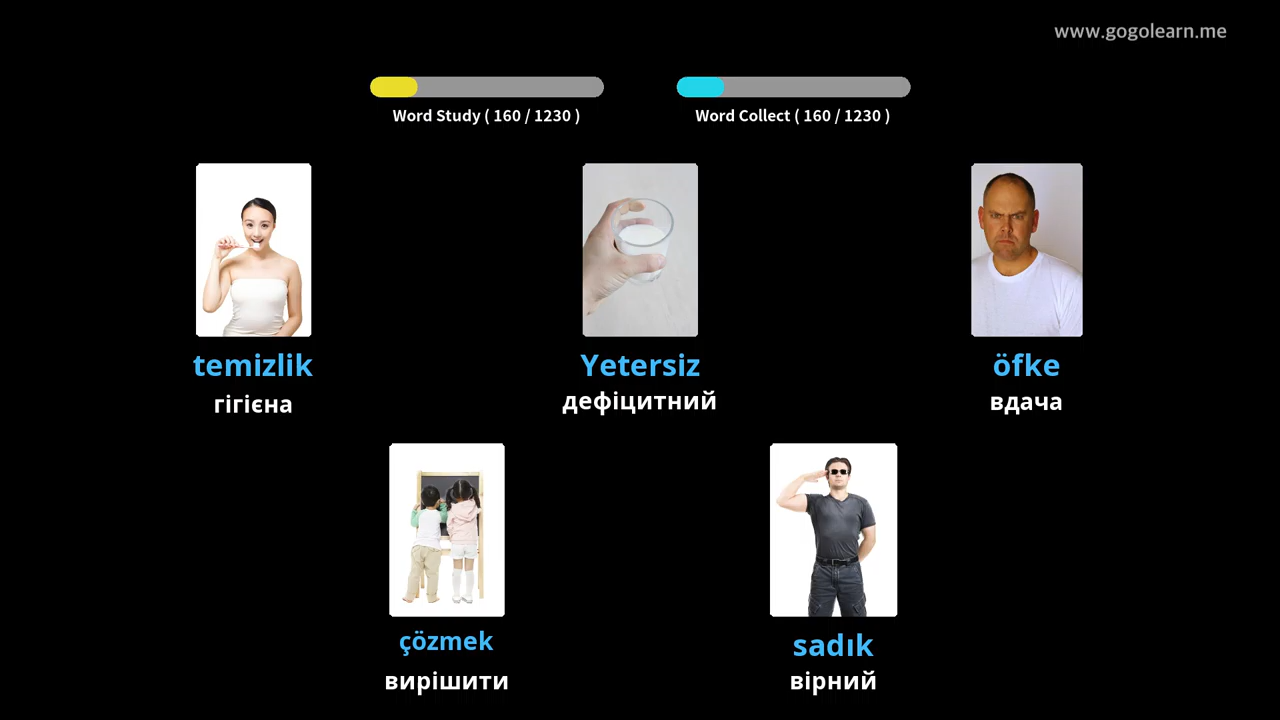 www.gogolearn.me
Word Study ( 160 / 1230 )
Word Collect ( 160 / 1230 )
temizlik
гігієна
Yetersiz
дефіцитний
öfke
вдача
çözmek
вирішити
sadık
вірний